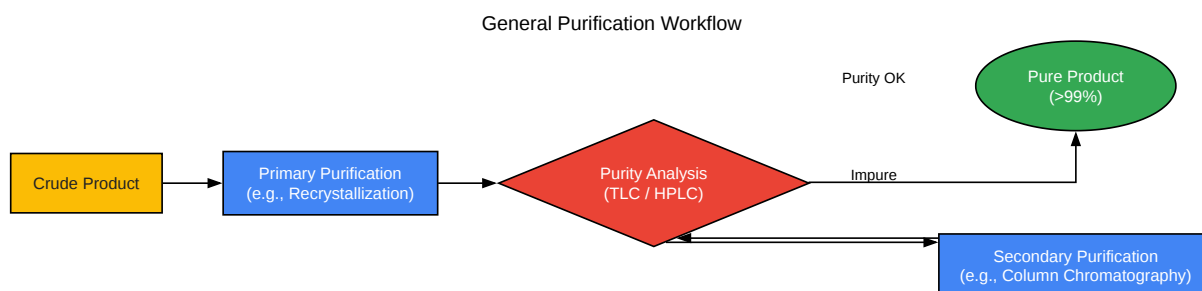 General Purification Workflow
Purity OK
Pure Product
(>99%)
Crude Product
Primary Purification
(e.g., Recrystallization)
Purity Analysis
(TLC / HPLC)
Impure
Secondary Purification
(e.g., Column Chromatography)